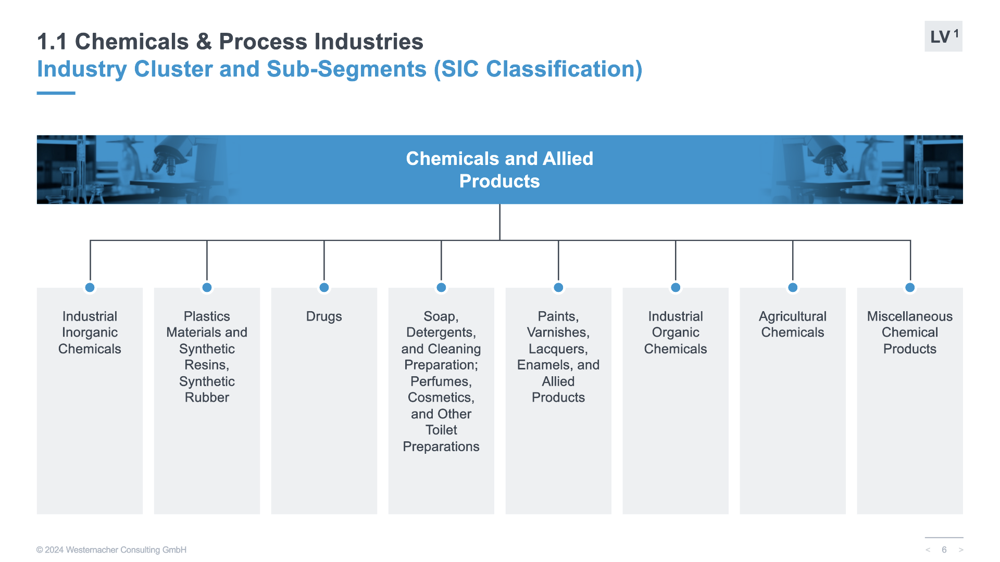 1.1 Chemicals & Process Industries
Industry Cluster and Sub-Segments (SIC Classification)
LV ¹
Chemicals and Allied
Products
Industrial
Inorganic
Chemicals
Plastics
Materials and
Synthetic
Resins,
Synthetic
Rubber
Drugs
Soap,
Detergents,
and Cleaning
Preparation;
Perfumes,
Cosmetics,
and Other
Toilet
Preparations
Paints,
Varnishes,
Lacquers,
Enamels, and
Allied
Products
Industrial
Organic
Chemicals
Agricultural
Chemicals
Miscellaneous
Chemical
Products
© 2024 Westernacher Consulting GmbH
< 6 >